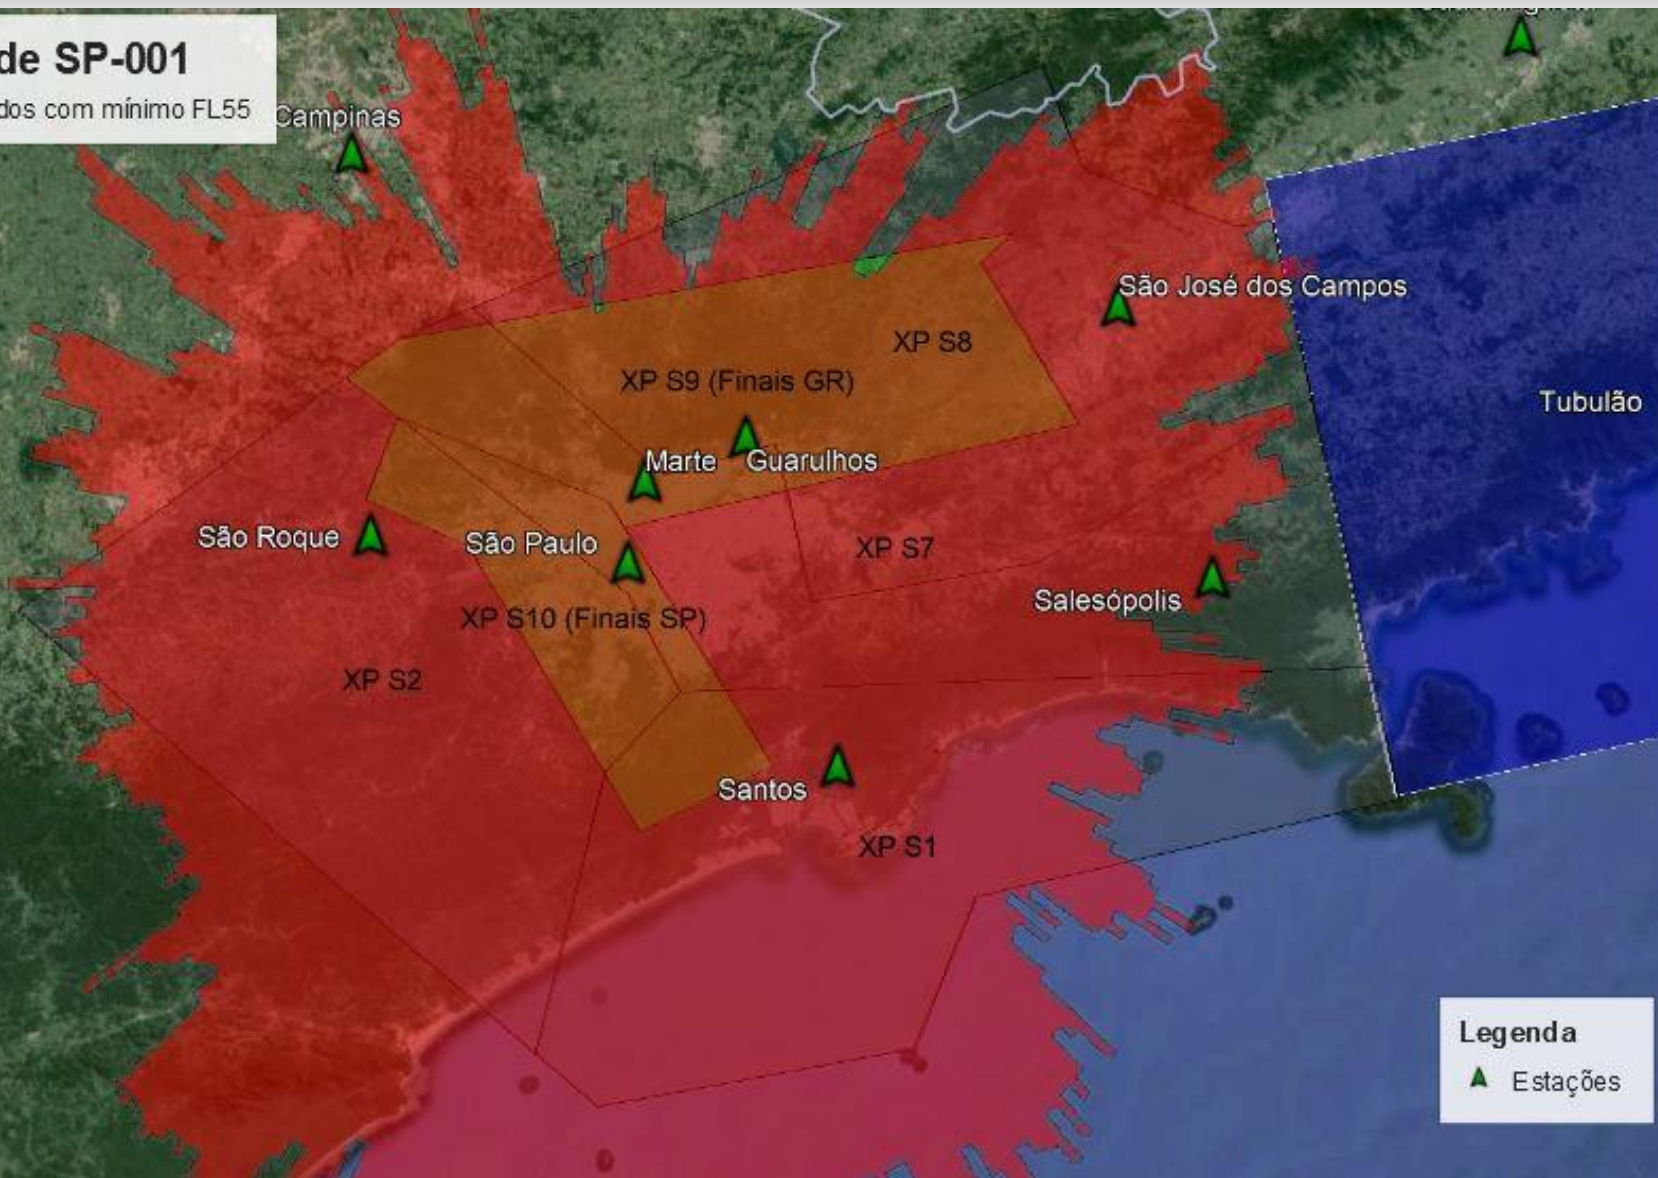 de SP-001
dos com mínimo FL55
Campinas
São José dos Campos
XP S8
XP S9 (Finais GR)
Tubulão
Marte
Guarulhos
São Roque
São Paulo
XP S7
Salesópolis
XP S10 (Finais SP)
XP S2
Santos
XP S1
Legenda
Estações